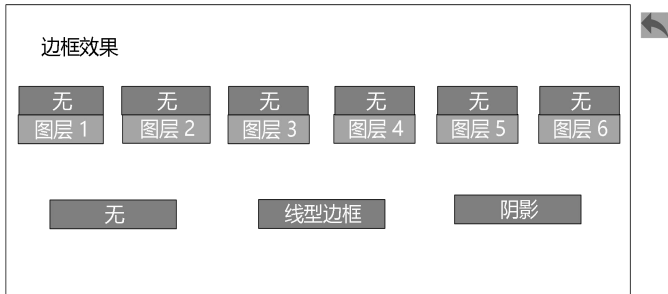 边框效果
无 无 无 无 无 无
图层 1 图层 2 图层 3 图层 4 图层 5 图层 6
无 线型边框 阴影